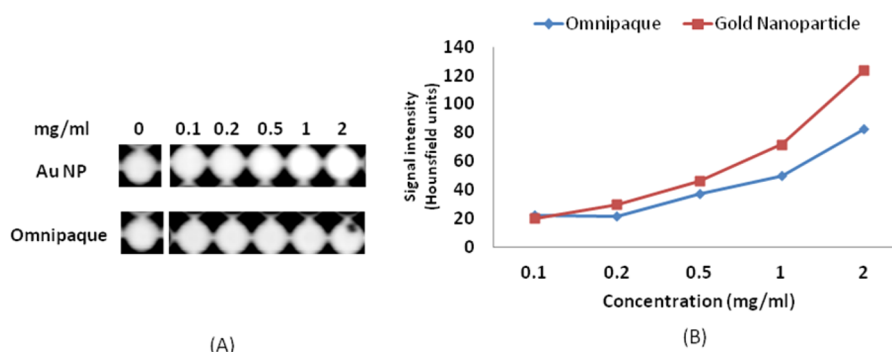 mg/ml 0 0.1 0.2 0.5 1 2
Au NP
Omnipaque
(A)
Omnipaque Gold Nanoparticle
Signal intensity
(Hounsfield units)
140
120
100
80
60
40
20
0
0.1 0.2 0.5 1 2
Concentration (mg/ml)
(B)